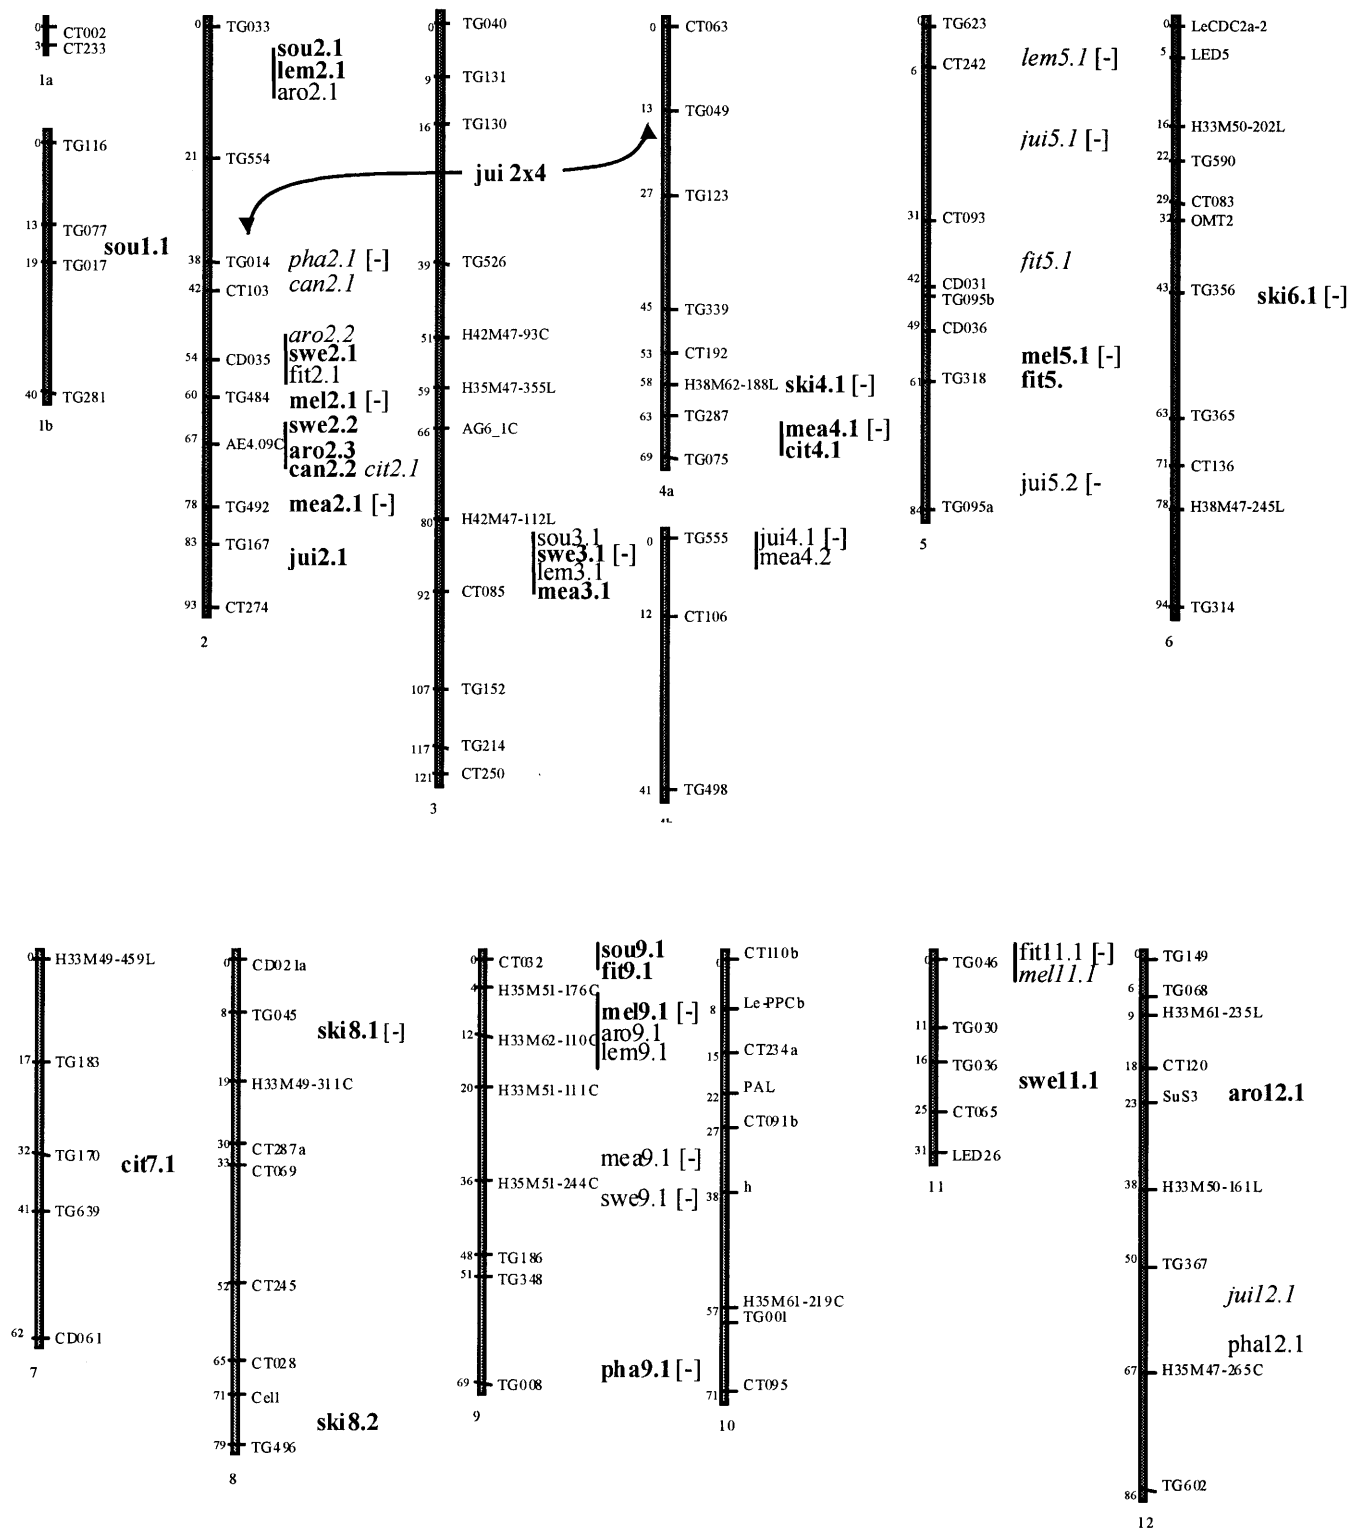 0 CT002
3 CT233
1a
0 TG116
13 TG077
sou1.1
19 TG017
40 TG281
1b
0 TG033
sou2.1
lem2.1
aro2.1
21 TG554
38 TG014 pha2.1 [-]
can2.1
42 CT103
aro2.2
54 CD035 swe2.1
fit2.1
60 TG484 mel2.1 [-]
swe2.2
67 AE4.09C aro2.3
can2.2 cit2.1
78 TG492 mea2.1 [-]
83 TG167
jui2.1
93 CT274
2
0 TG040
9 TG131
16 TG130
jui 2x4
39 TG526
51 H42M47-93C
59 H35M47-355L
66 AG6_1C
80 H42M47-112L
sou3.1
swe3.1 [-]
lem3.1
92 CT085 mea3.1
107 TG152
117 TG214
121 CT250
3
0 CT063
13 TG049
27 TG123
45 TG339
53 CT192
58 H38M62-188L ski4.1 [-]
63 TG287 mea4.1 [-]
cit4.1
69 TG075
4a
0 TG555 jui4.1 [-]
mea4.2
12 CT106
41 TG498
0 TG623
lem5.1 [-]
6 CT242
jui5.1 [-]
31 CT093
fit5.1
42 CD031
TG095b
49 CD036
mel5.1 [-]
61 TG318 fit5.
jui5.2 [-
84 TG095a
5
0 LeCDC2a-2
5 LED5
16 H33M50-202L
22 TG590
29 CT083
32 OMT2
43 TG356 ski6.1 [-]
63 TG365
71 CT136
78 H38M47-245L
94 TG314
6
0 H33M49-459L
17 TG183
32 TG170 cit7.1
41 TG639
62 CD061
7
0 CD021a
8 TG045
ski8.1 [-]
19 H33M49-311C
30 CT287a
33 CT069
52 CT245
65 CT028
71 Cell
ski8.2
79 TG496
8
sou9.1
0 CT032 fit9.1
4 H35M51-176C
mel9.1 [-]
12 H33M62-110C aro9.1
lem9.1
20 H33M51-111C
mea9.1 [-]
36 H35M51-244C
swe9.1 [-]
48 TG186
51 TG348
pha9.1 [-]
69 TG008
9
0 CT110b
8 Le-PPCb
15 CT234a
22 PAL
27 CT091b
38 h
57 H35M61-219C
TG001
71 CT095
10
0 TG046 fit11.1 [-]
mel11.1
11 TG030
16 TG036
swe11.1
25 CT065
31 LED26
11
0 TG149
6 TG068
9 H33M61-235L
18 CT120
23 SuS3 aro12.1
38 H33M50-161L
50 TG367
jui12.1
pha12.1
67 H35M47-265C
86 TG602
12